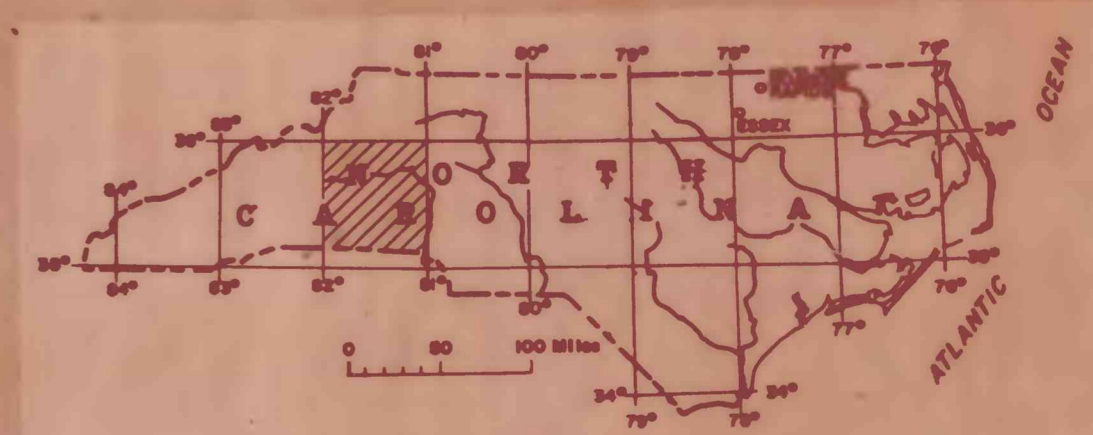 81° 80° 79° 78° 77° 76°
OCEAN
82°
ESSEX
36° 83° 36°
N O R T H
84°
C A R O L I N A
35° 35°
84° 83° 82° 81° 76°
80°
77°
ATLANTIC
0 50 100 Miles
34° 34°
79° 78°